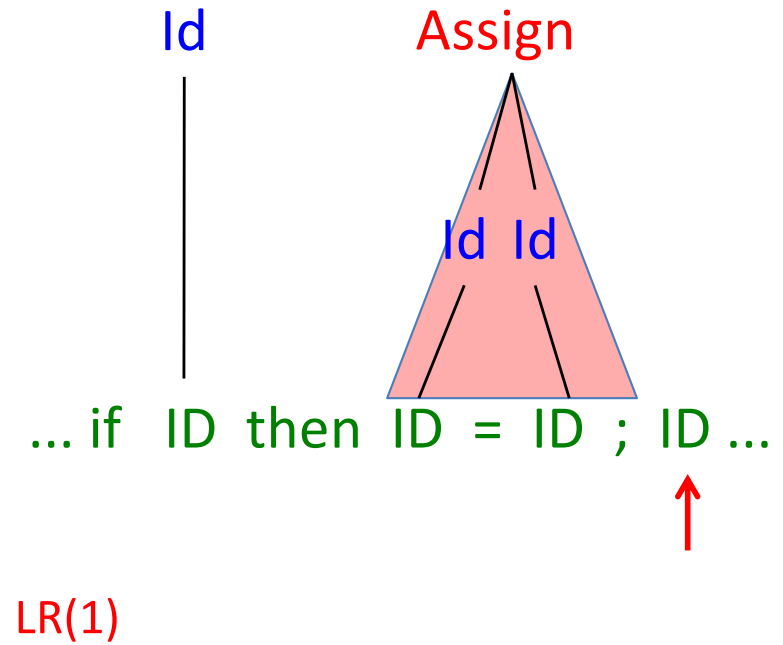 Id Assign
Id Id
... if ID then ID = ID ; ID ...
LR(1)